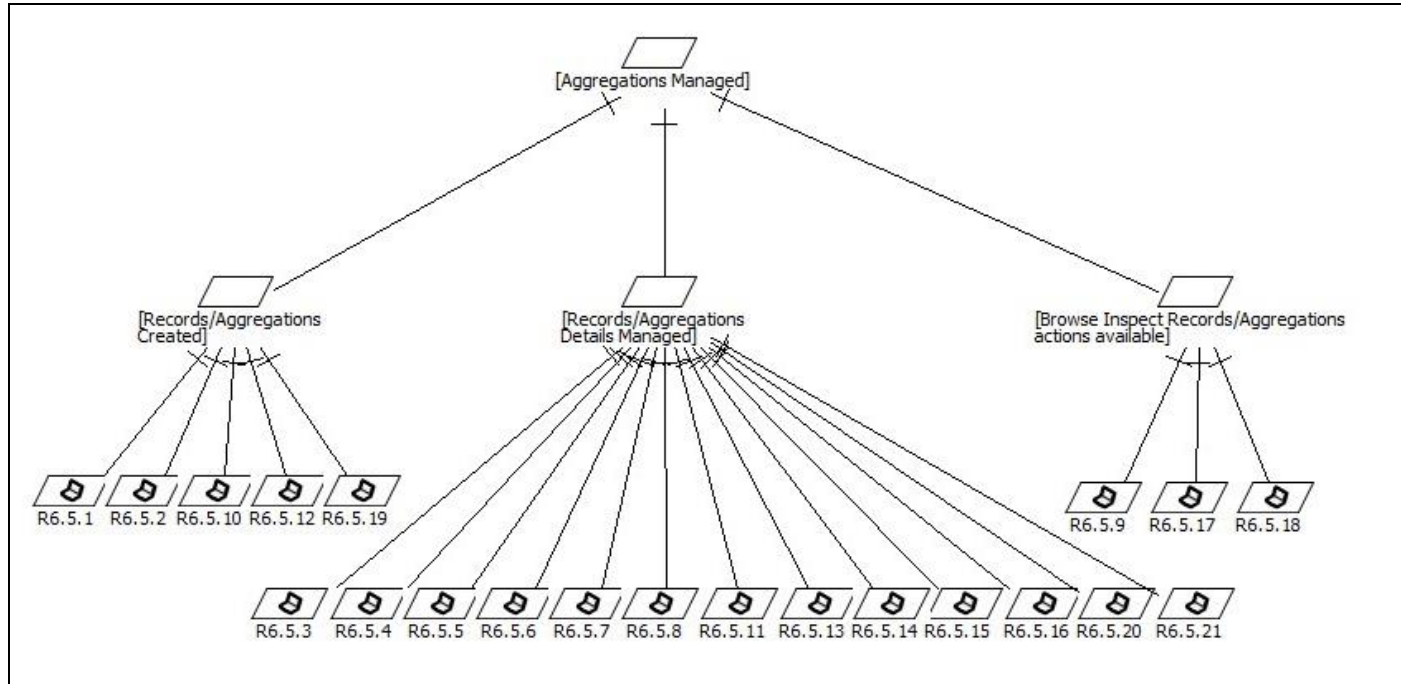 [Aggregations Managed]
[Records/Aggregations
Created]
[Records/Aggregations
Details Managed]
[Browse Inspect Records/Aggregations
actions available]
R6.5.1 R6.5.2 R6.5.10 R6.5.12 R6.5.19
R6.5.9 R6.5.17 R6.5.18
R6.5.3 R6.5.4 R6.5.5 R6.5.6 R6.5.7 R6.5.8 R6.5.11 R6.5.13 R6.5.14 R6.5.15 R6.5.16 R6.5.20 R6.5.21